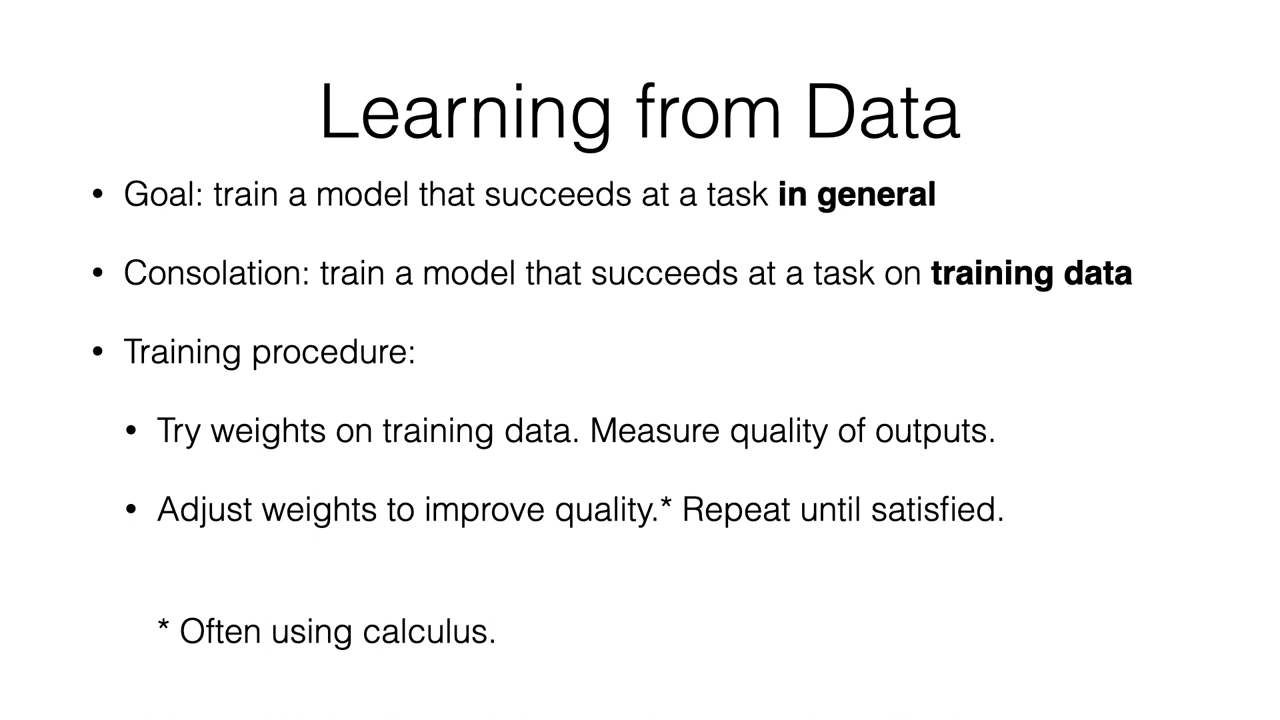 Learning from Data
• Goal: train a model that succeeds at a task in general
• Consolation: train a model that succeeds at a task on training data
• Training procedure:
• Try weights on training data. Measure quality of outputs.
• Adjust weights to improve quality.* Repeat until satisfied.
* Often using calculus.